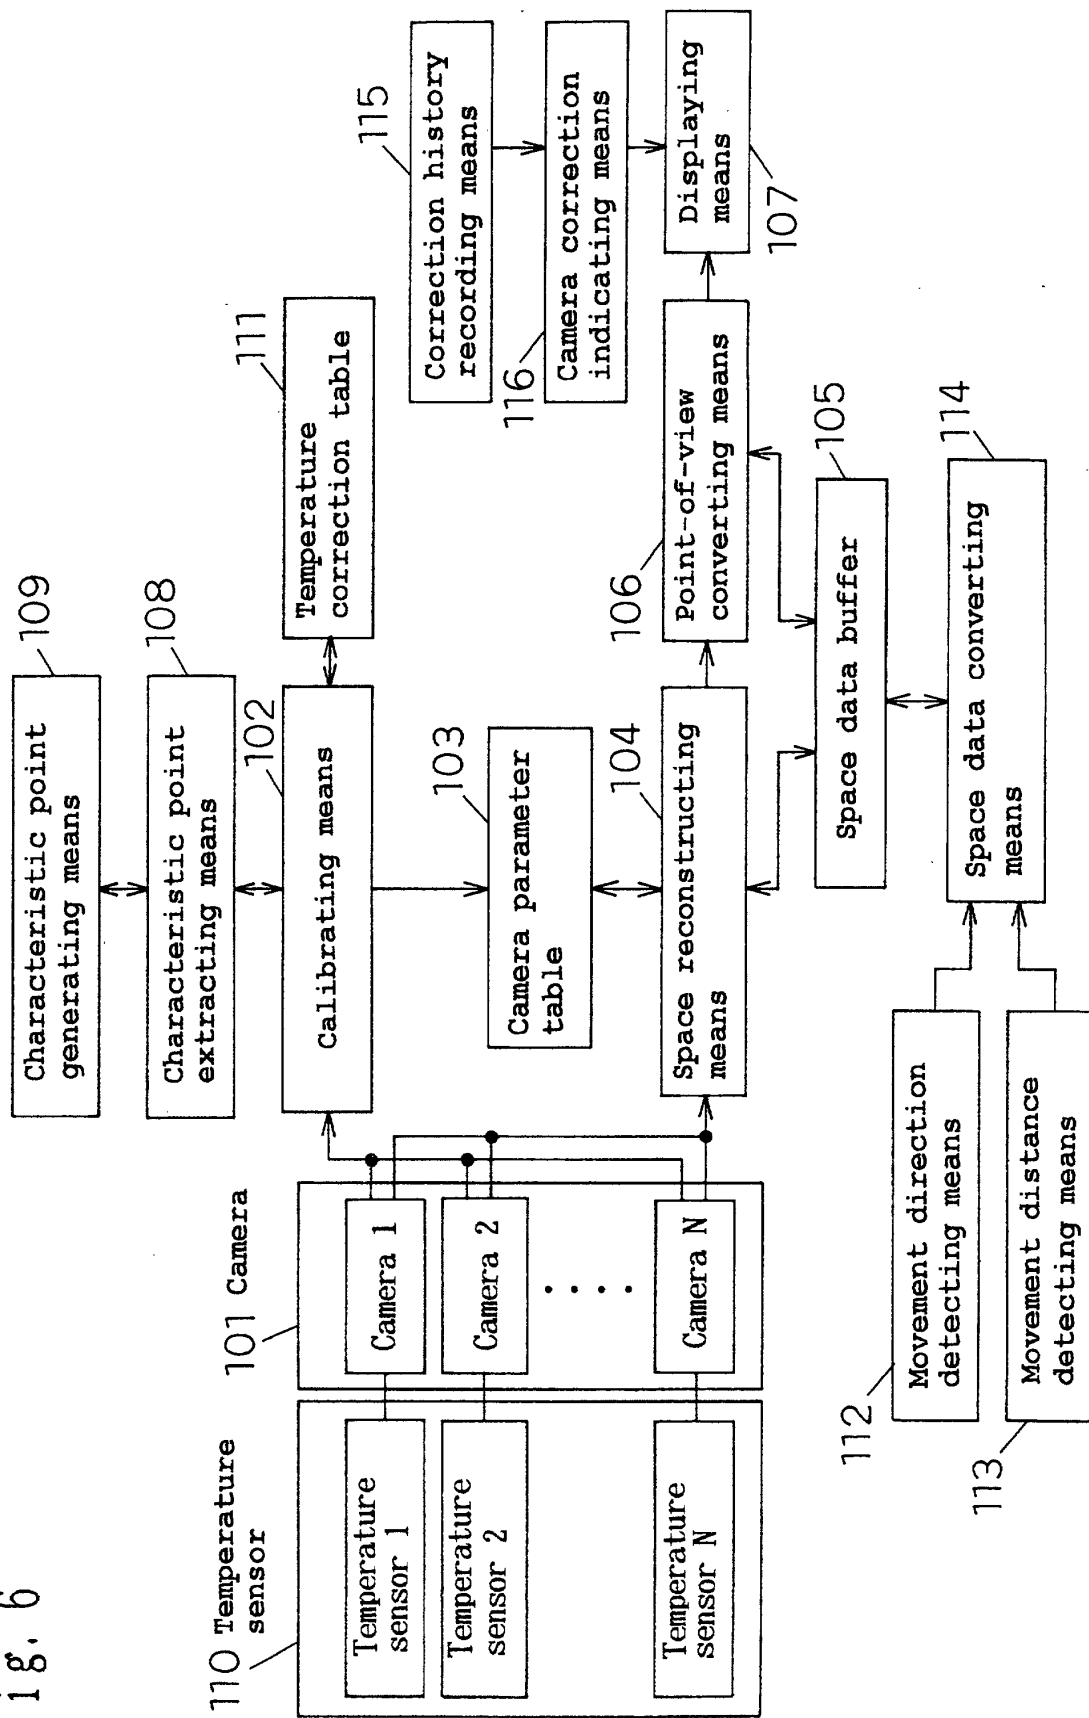 ig. 6
109
Characteristic point
generating means
108
Characteristic point
extracting means
102
Calibrating means
111
Temperature
correction table
115
Correction history
recording means
116
Camera correction
indicating means
Displaying
means
107
103
Camera parameter
table
104
Space reconstructing
means
106
Point-of-view
converting means
105
Space data buffer
114
Space data converting
means
110 Temperature
sensor
Temperature
sensor 1
Temperature
sensor 2
Temperature
sensor N
101 Camera
Camera 1
Camera 2
. . . .
Camera N
112
Movement direction
detecting means
113
Movement distance
detecting means